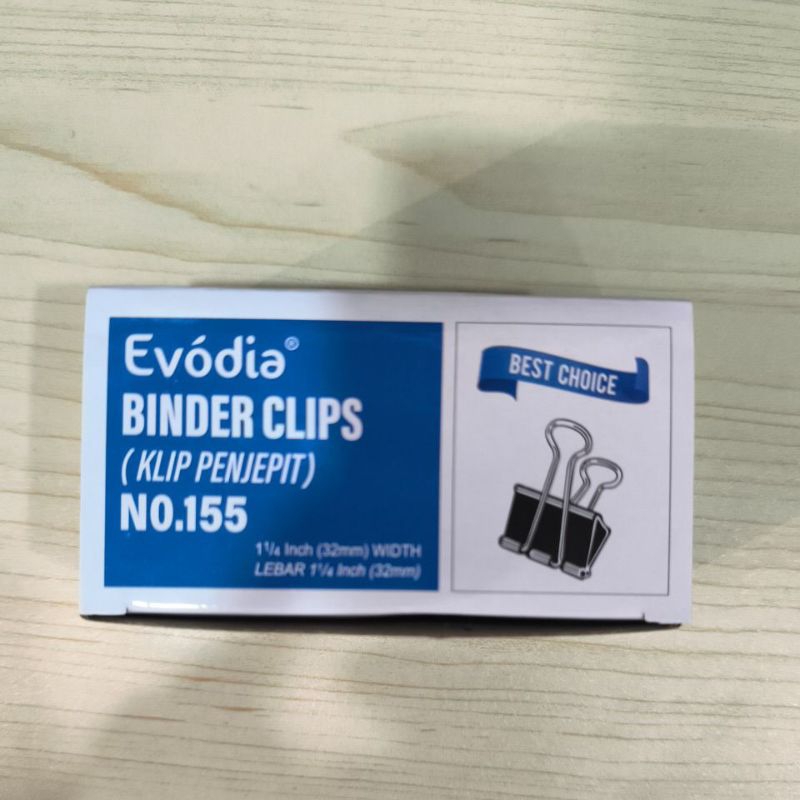 Evódia®
BINDER CLIPS
(KLIP PENJEPIT)
NO.155
1¼ Inch (32mm) WIDTH
LEBAR 1¼ Inch (32mm)
BEST CHOICE